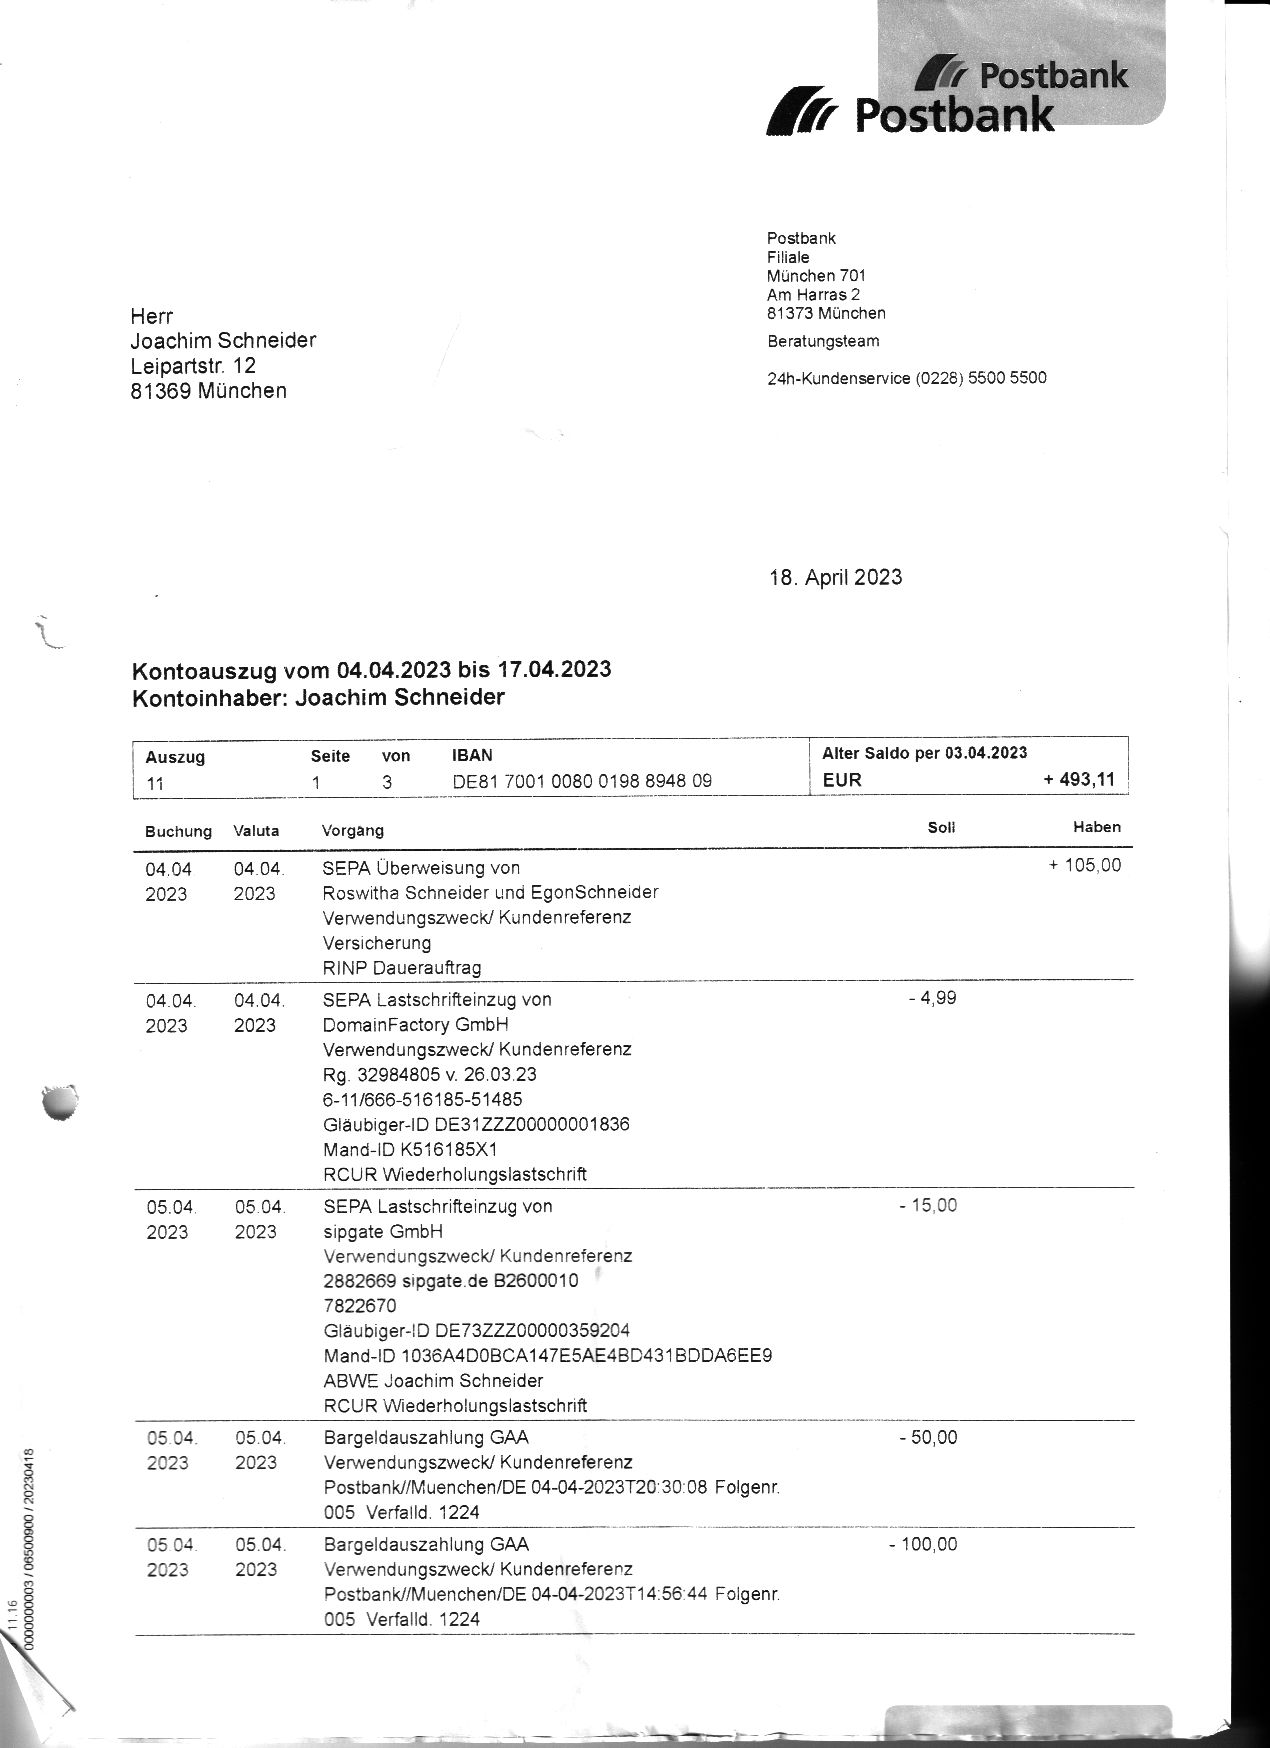 Postbank
Postbank
Postbank
Filiale
München 701
Am Harras 2
81373 München
Beratungsteam
24h-Kundenservice (0228) 5500 5500
Herr
Joachim Schneider
Leipartstr. 12
81369 München
18. April 2023
Kontoauszug vom 04.04.2023 bis 17.04.2023
Kontoinhaber: Joachim Schneider
Auszug Seite von IBAN Alter Saldo per 03.04.2023
11 1 3 DE81 7001 0080 0198 8948 09 EUR + 493,11
Buchung Valuta Vorgang Soll Haben
04.04 04.04. SEPA Überweisung von + 105,00
2023 2023 Roswitha Schneider und EgonSchneider
Verwendungszweck/ Kundenreferenz
Versicherung
RINP Dauerauftrag
04.04. 04.04. SEPA Lastschrifteinzug von - 4,99
2023 2023 DomainFactory GmbH
Verwendungszweck/ Kundenreferenz
Rg. 32984805 v. 26.03.23
6-11/666-516185-51485
Gläubiger-ID DE31ZZZ00000001836
Mand-ID K516185X1
RCUR Wiederholungslastschrift
05.04. 05.04. SEPA Lastschrifteinzug von - 15,00
2023 2023 sipgate GmbH
Verwendungszweck/ Kundenreferenz
2882669 sipgate.de B2600010
7822670
Gläubiger-ID DE73ZZZ00000359204
Mand-ID 1036A4D0BCA147E5AE4BD431BDDA6EE9
ABWE Joachim Schneider
RCUR Wiederholungslastschrift
05.04. 05.04. Bargeldauszahlung GAA - 50,00
2023 2023 Verwendungszweck/ Kundenreferenz
Postbank//Muenchen/DE 04-04-2023T20:30:08 Folgenr.
005 Verfalld. 1224
05.04. 05.04. Bargeldauszahlung GAA - 100,00
2023 2023 Verwendungszweck/ Kundenreferenz
Postbank//Muenchen/DE 04-04-2023T14:56:44 Folgenr.
005 Verfalld. 1224
11.16
0000000003 / 06500900 / 20230418